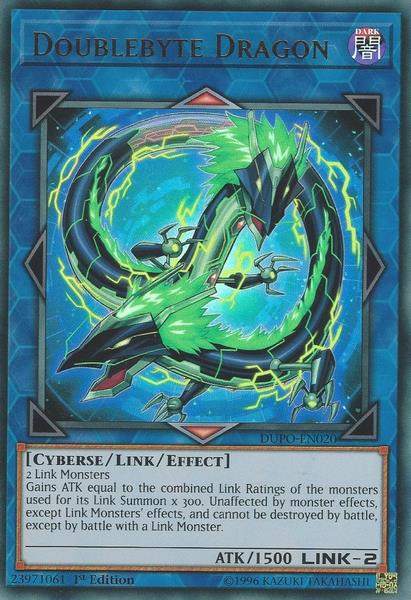 DOUBLEBYTE DRAGON
DARK
闇
DUPO-EN020
[CYBERSE/LINK/EFFECT]
2 Link Monsters
Gains ATK equal to the combined Link Ratings of the monsters
used for its Link Summon x 300. Unaffected by monster effects,
except Link Monsters' effects, and cannot be destroyed by battle,
except by battle with a Link Monster.
ATK/1500 LINK-2
23971061 1st Edition ©1996 KAZUKI TAKAHASHI